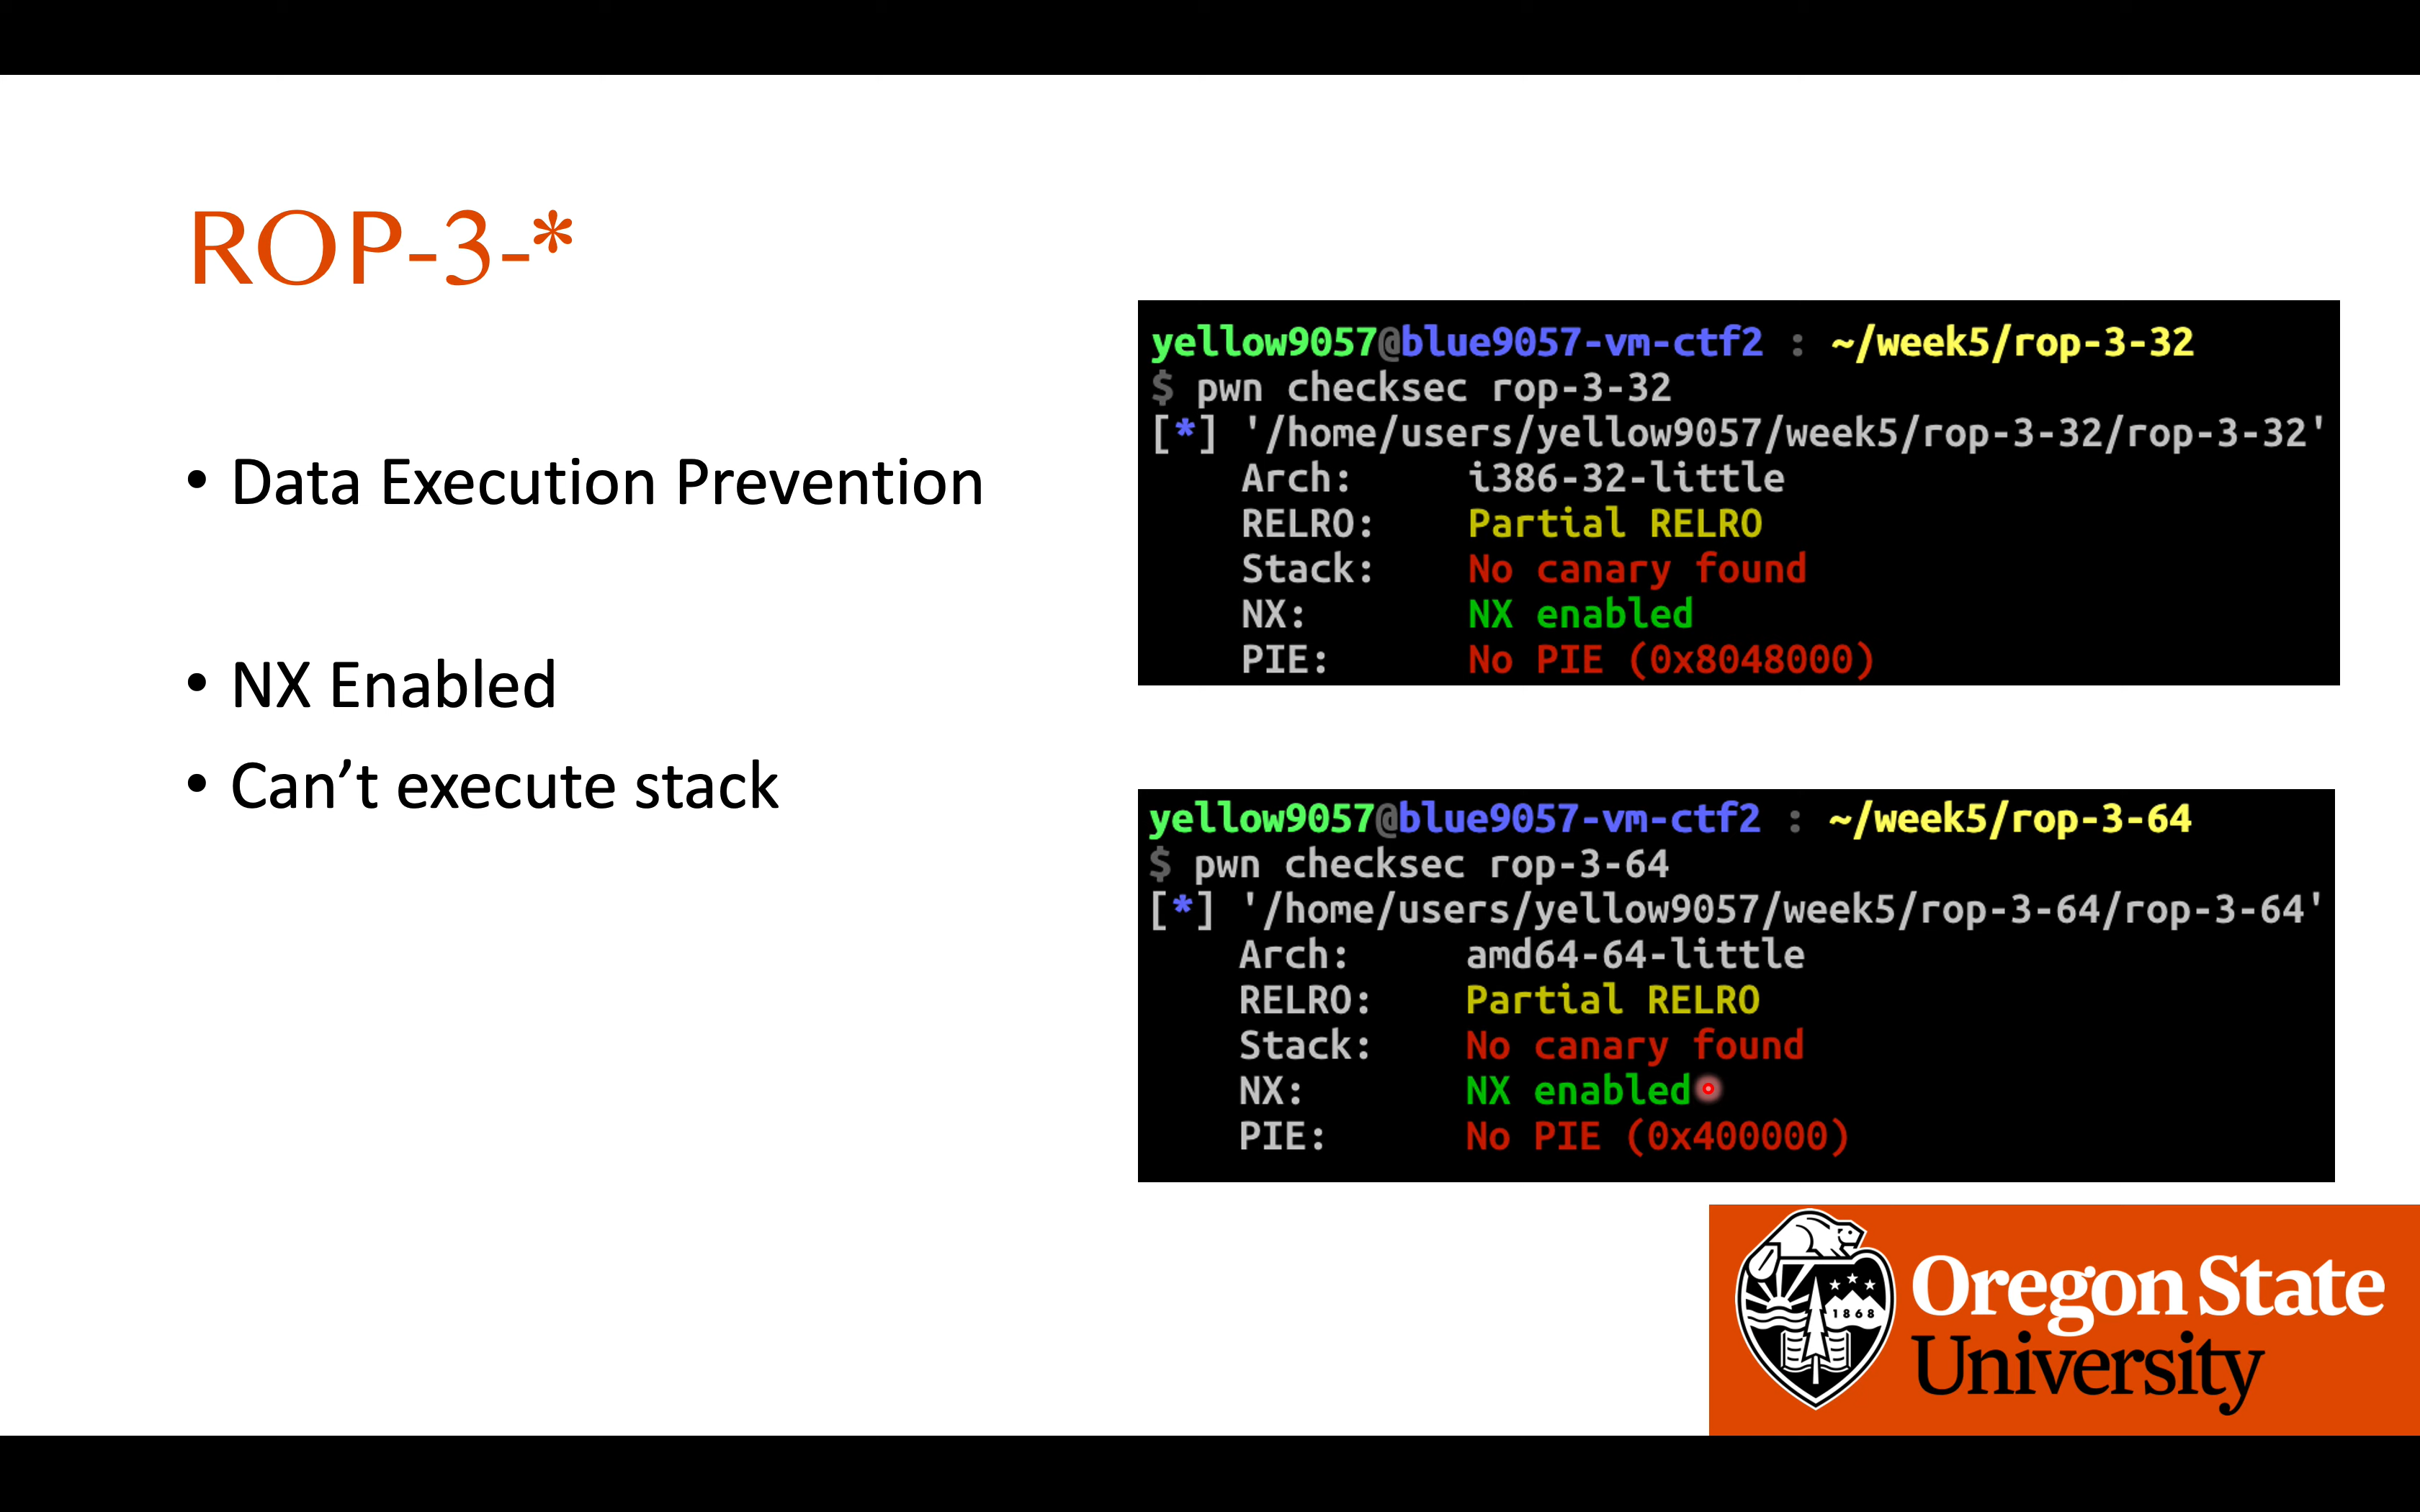 ROP-3-*
• Data Execution Prevention
• NX Enabled
• Can’t execute stack
yellow9057@blue9057-vm-ctf2 : ~/week5/rop-3-32
$ pwn checksec rop-3-32
[*] '/home/users/yellow9057/week5/rop-3-32/rop-3-32'
Arch: i386-32-little
RELRO: Partial RELRO
Stack: No canary found
NX: NX enabled
PIE: No PIE (0x8048000)
yellow9057@blue9057-vm-ctf2 : ~/week5/rop-3-64
$ pwn checksec rop-3-64
[*] '/home/users/yellow9057/week5/rop-3-64/rop-3-64'
Arch: amd64-64-little
RELRO: Partial RELRO
Stack: No canary found
NX: NX enabled
PIE: No PIE (0x400000)
1868
Oregon State
University